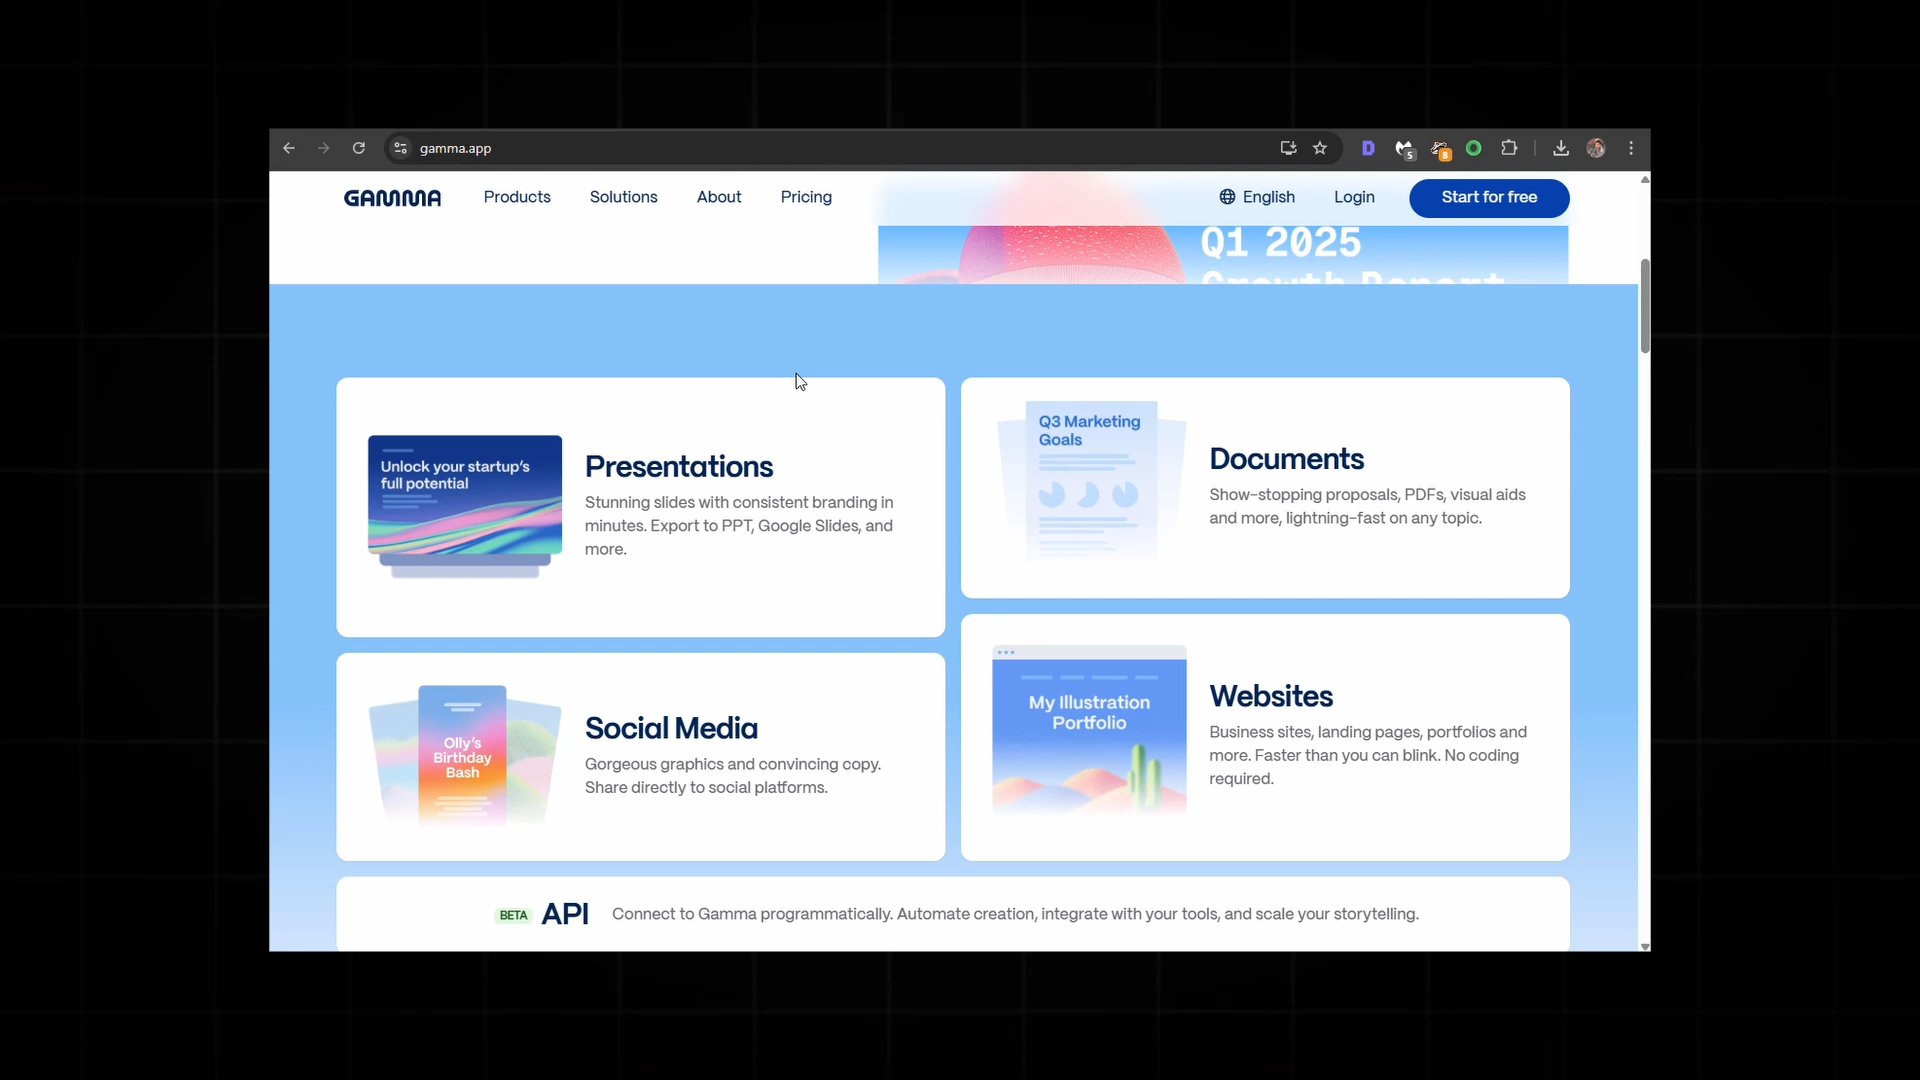 gamma.app
5
8
GAMMA
Products
Solutions
About
Pricing
English
Login
Start for free
Q1 2025
Growth Report
Unlock your startup's
full potential
Presentations
Stunning slides with consistent branding in
minutes. Export to PPT, Google Slides, and
more.
Q3 Marketing
Goals
Documents
Show-stopping proposals, PDFs, visual aids
and more, lightning-fast on any topic.
Olly's
Birthday
Bash
Social Media
Gorgeous graphics and convincing copy.
Share directly to social platforms.
My Illustration
Portfolio
Websites
Business sites, landing pages, portfolios and
more. Faster than you can blink. No coding
required.
BETA API Connect to Gamma programmatically. Automate creation, integrate with your tools, and scale your storytelling.